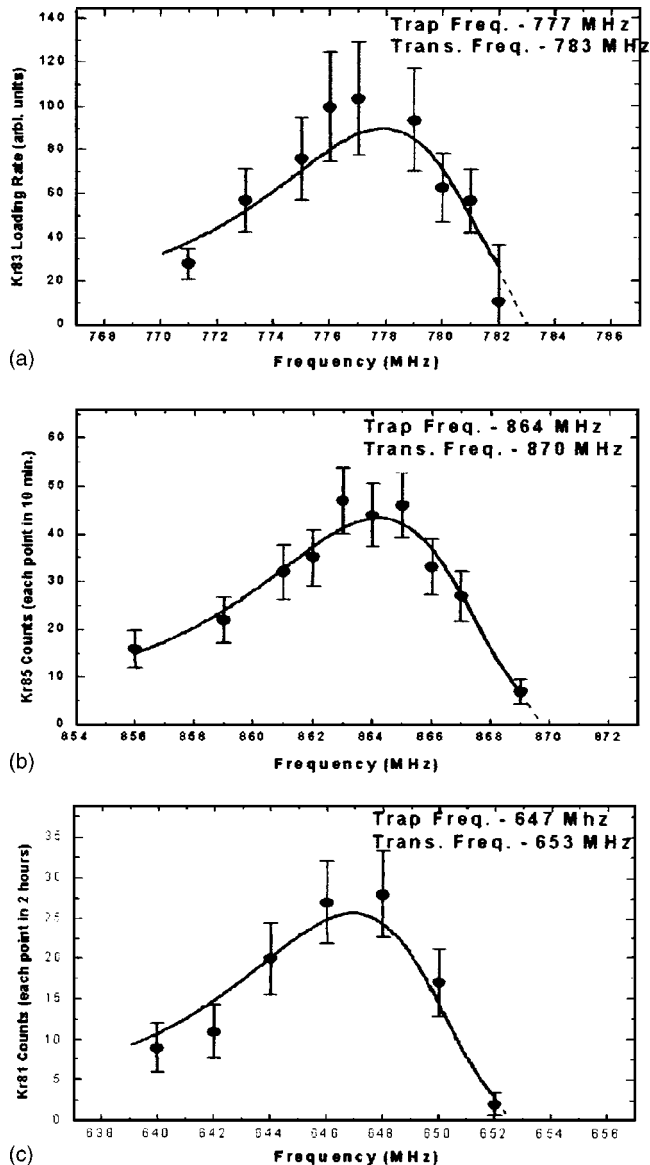 Trap Freq. - 777 MHz
Trans. Freq. - 783 MHz
Kr83 Loading Rate (arbl. units)
140
120
100
80
60
40
20
0
768 770 772 774 776 778 780 782 784 786
Frequency (MHz)
(a)
Trap Freq. - 864 MHz
Trans. Freq. - 870 MHz
Kr85 Counts (each point in 10 min.)
60
50
40
30
20
10
0
854 856 858 860 862 864 866 868 870 872
Frequency (MHz)
(b)
Trap Freq. - 647 Mhz
Trans. Freq. - 653 MHz
Kr81 Counts (each point in 2 hours)
35
30
25
20
15
10
5
0
638 640 642 644 646 648 650 652 654 656
Frequency (MHz)
(c)